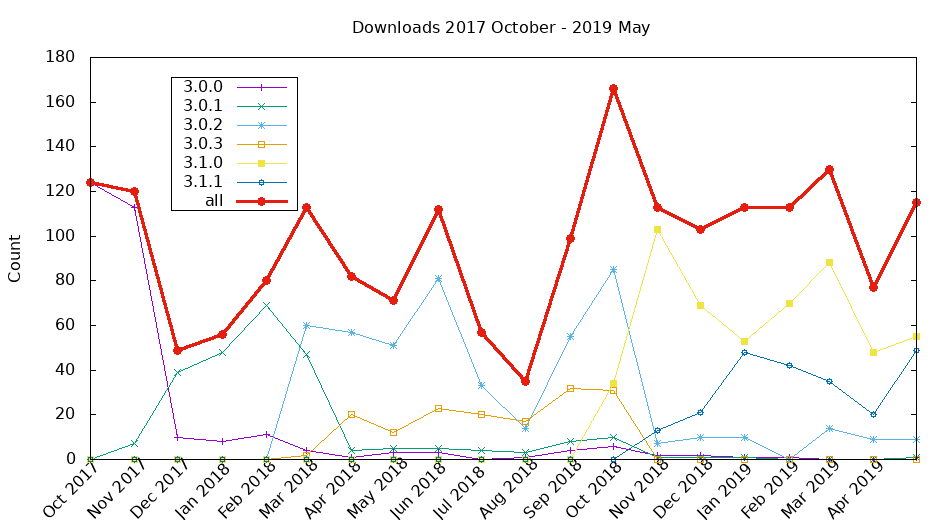 Downloads 2017 October - 2019 May
180
160
140
120
100
80
60
40
20
0
Count
3.0.0
3.0.1
3.0.2
3.0.3
3.1.0
3.1.1
all
Oct 2017
Nov 2017
Dec 2017
Jan 2018
Feb 2018
Mar 2018
Apr 2018
May 2018
Jun 2018
Jul 2018
Aug 2018
Sep 2018
Oct 2018
Nov 2018
Dec 2018
Jan 2019
Feb 2019
Mar 2019
Apr 2019